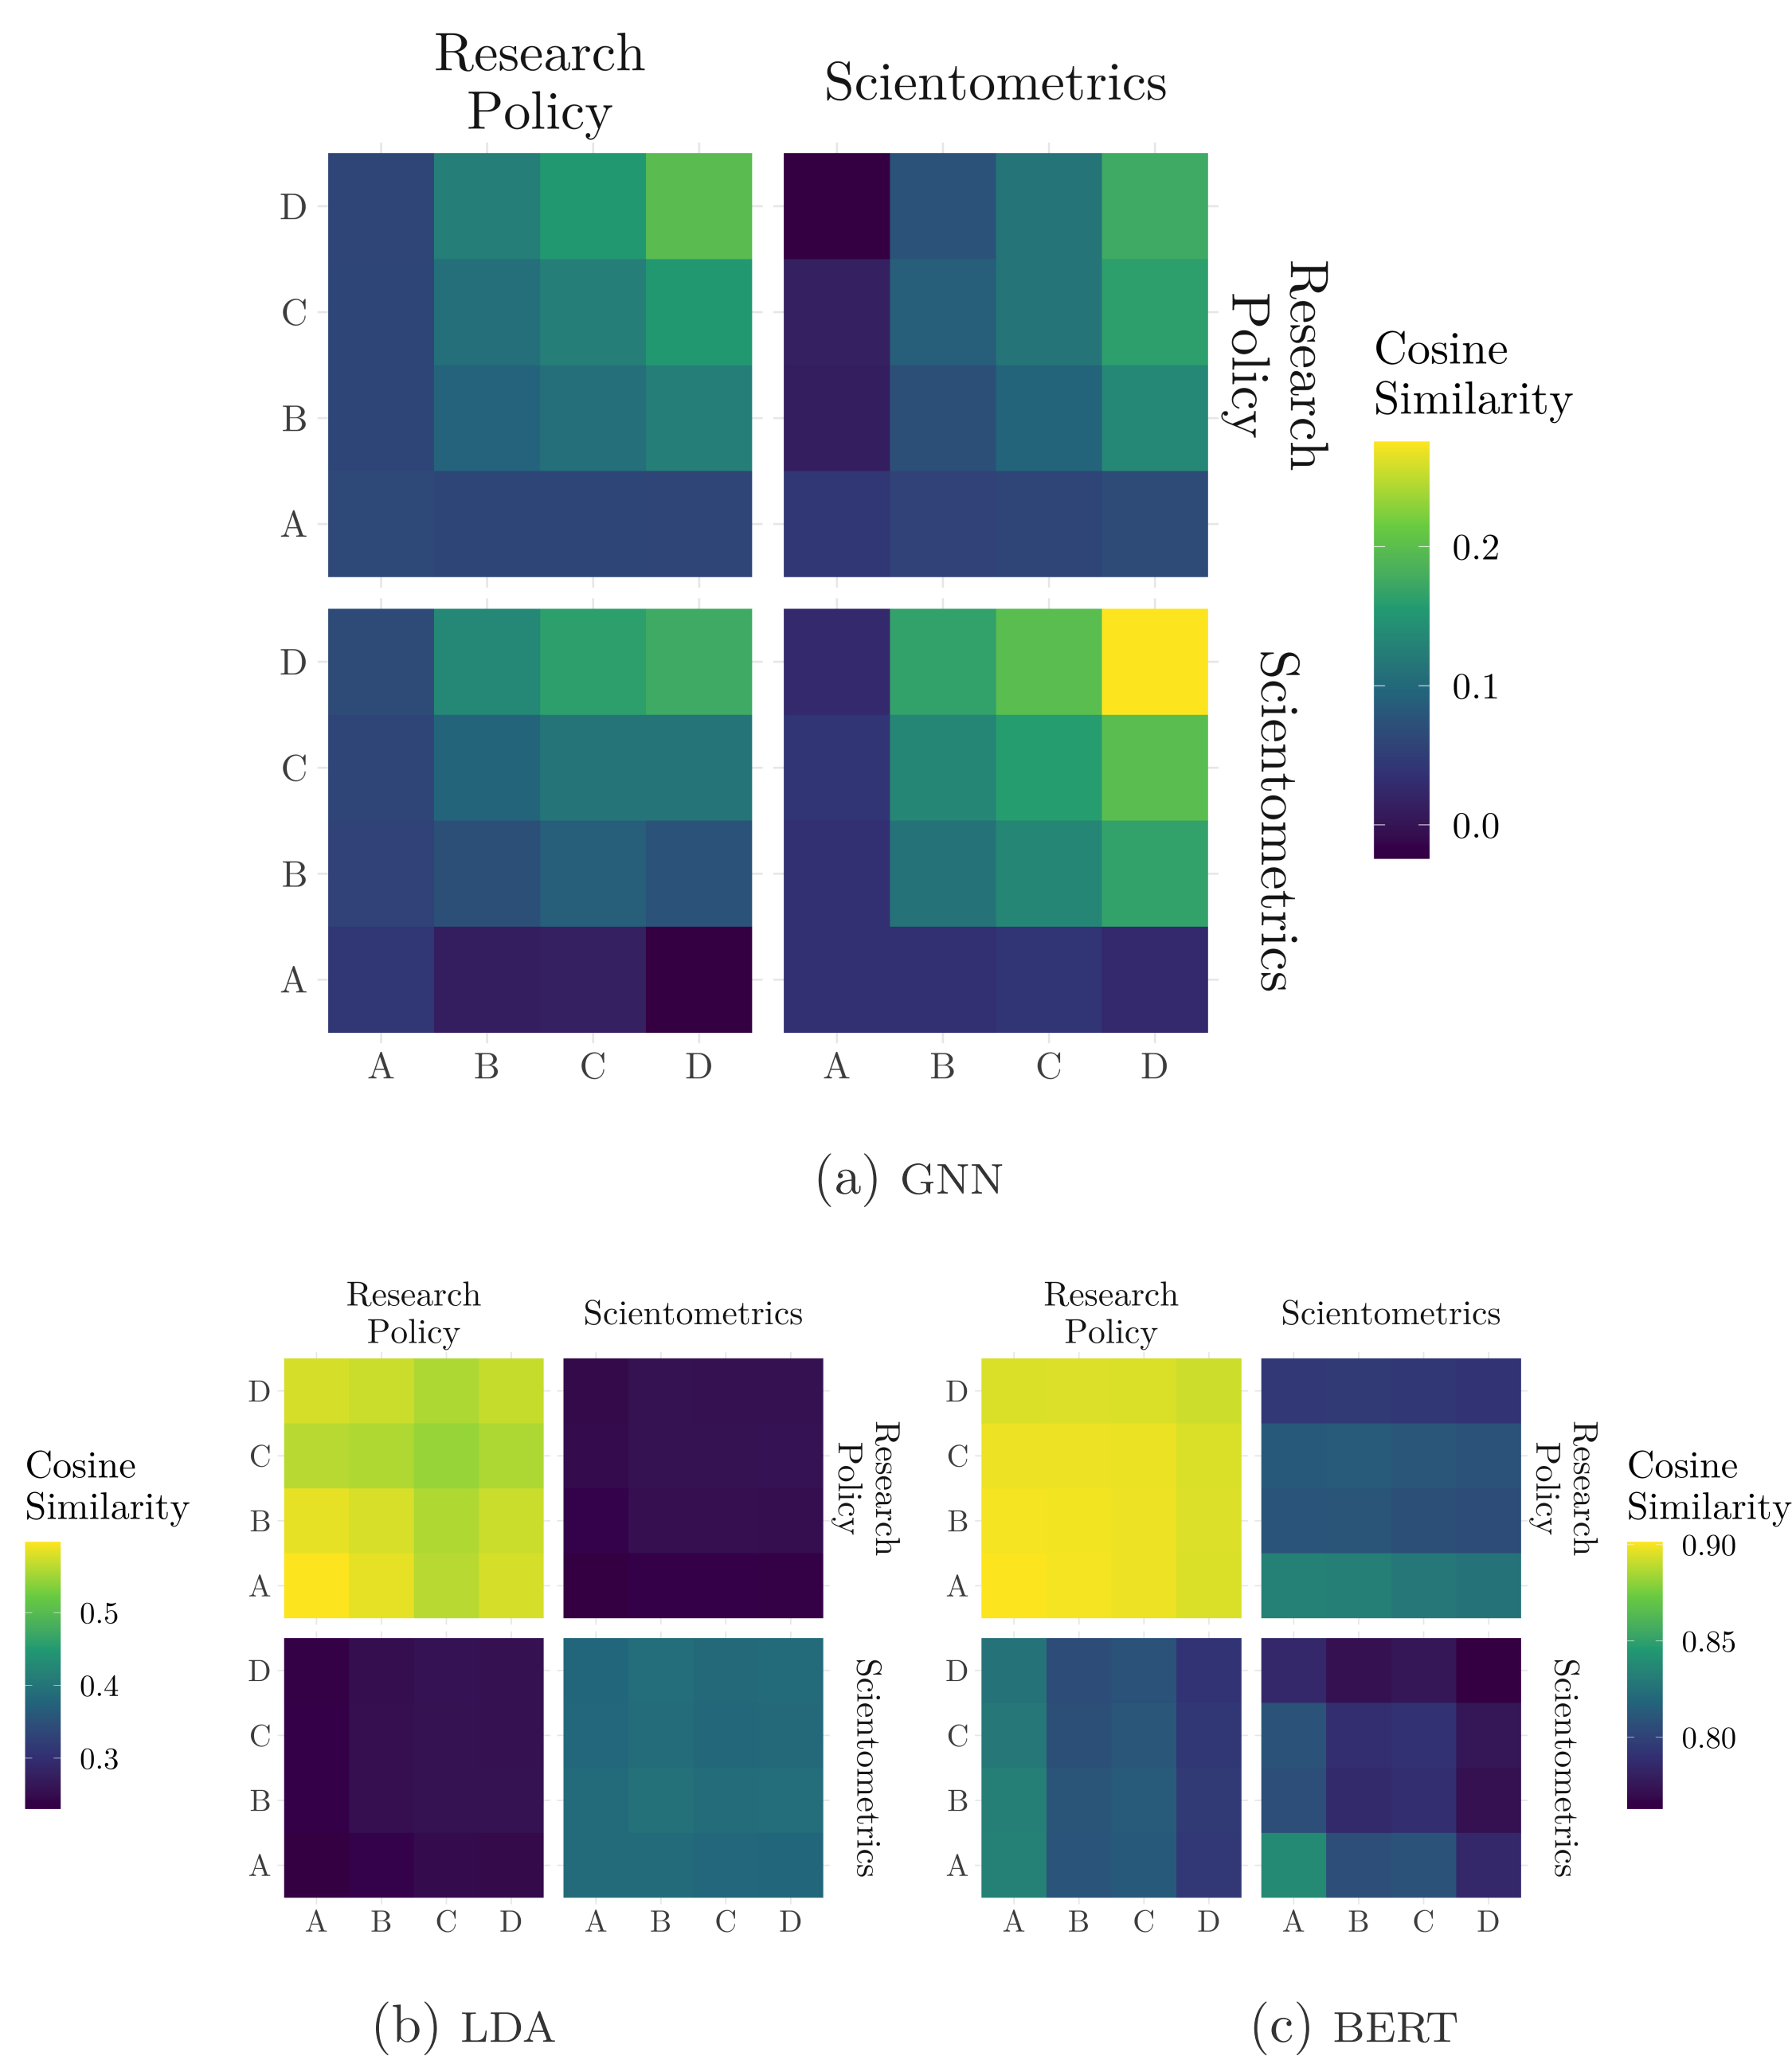 Research
Policy
Scientometrics
D
C
B
A
Research
Policy
D
C
B
A
Scientometrics
A B C D
A B C D
Cosine
Similarity
0.2
0.1
0.0
(a) GNN
Research
Policy
Scientometrics
D
C
B
A
Research
Policy
D
C
B
A
Scientometrics
A B C D
A B C D
Cosine
Similarity
0.5
0.4
0.3
(b) LDA
Research
Policy
Scientometrics
D
C
B
A
Research
Policy
D
C
B
A
Scientometrics
A B C D
A B C D
Cosine
Similarity
0.90
0.85
0.80
(c) BERT